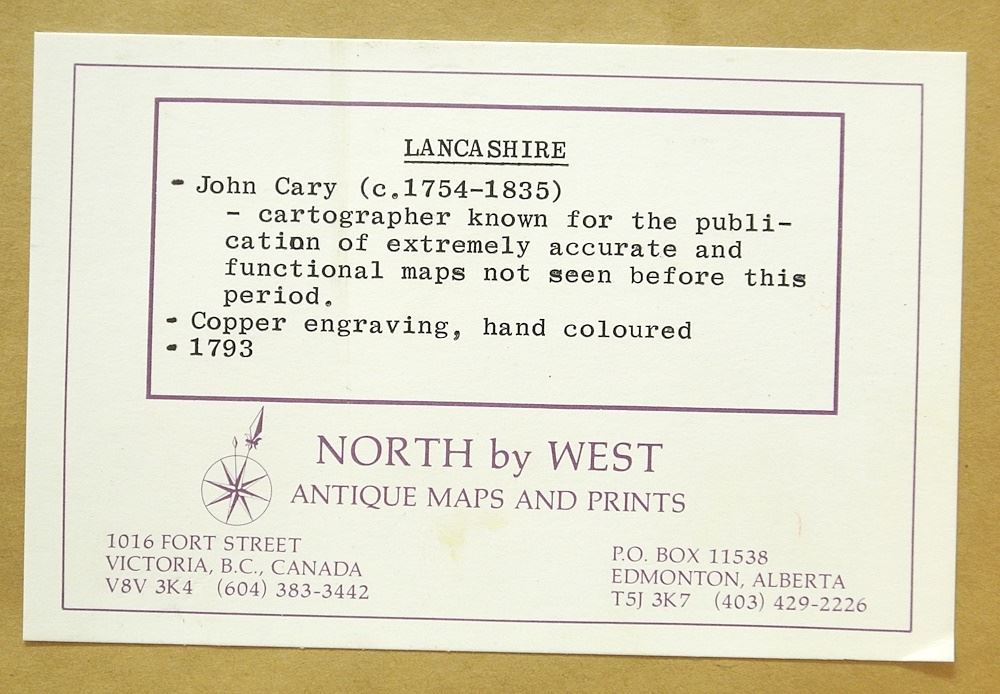 LANCASHIRE
- John Cary (c.1754-1835)
- cartographer known for the publi-
cation of extremely accurate and
functional maps not seen before this
period.
- Copper engraving, hand coloured
- 1793
NORTH by WEST
ANTIQUE MAPS AND PRINTS
1016 FORT STREET
VICTORIA, B.C., CANADA
V8V 3K4 (604) 383-3442
P.O. BOX 11538
EDMONTON, ALBERTA
T5J 3K7 (403) 429-2226